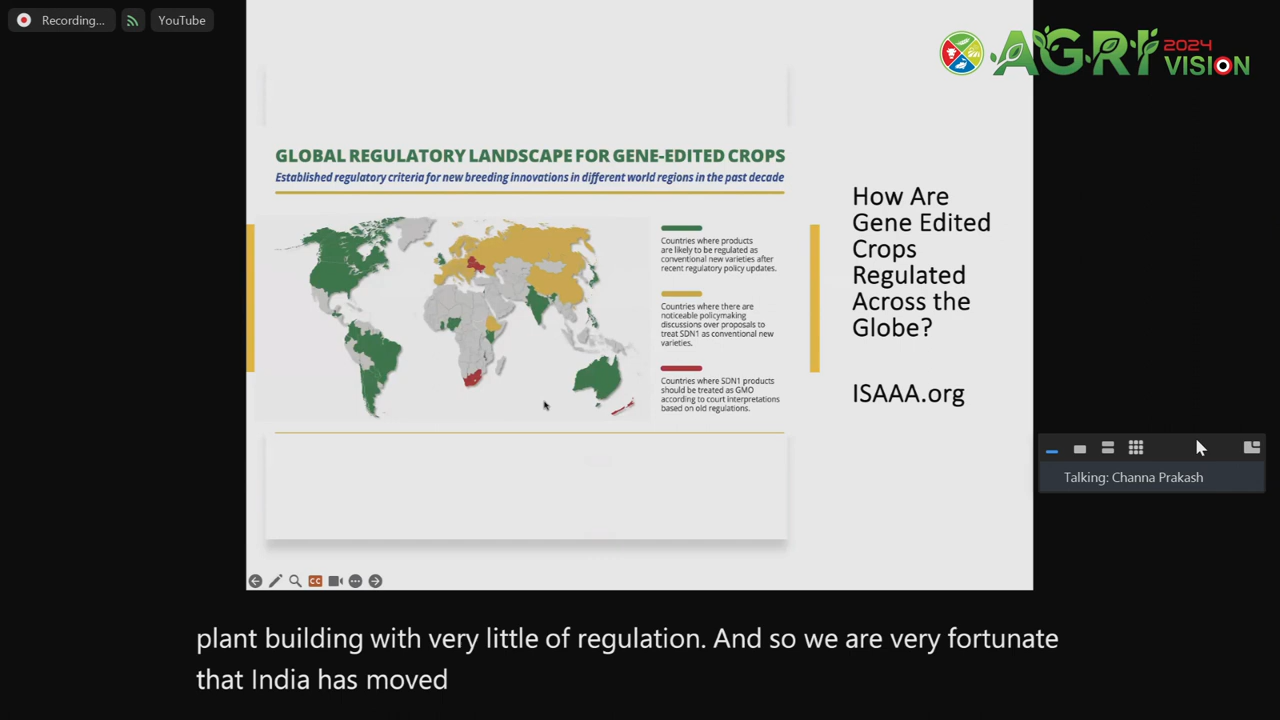 Recording...
YouTube
AGRI 2024 VISION
GLOBAL REGULATORY LANDSCAPE FOR GENE-EDITED CROPS
Established regulatory criteria for new breeding innovations in different world regions in the past decade
Countries where products
are likely to be regulated as
conventional new varieties after
recent regulatory policy updates.
Countries where there are
noticeable policymaking
discussions over proposals to
treat SDN1 as conventional new
varieties.
Countries where SDN1 products
should be treated as GMO
according to court interpretations
based on old regulations.
How Are
Gene Edited
Crops
Regulated
Across the
Globe?
ISAAA.org
Talking: Channa Prakash
CC
plant building with very little of regulation. And so we are very fortunate
that India has moved